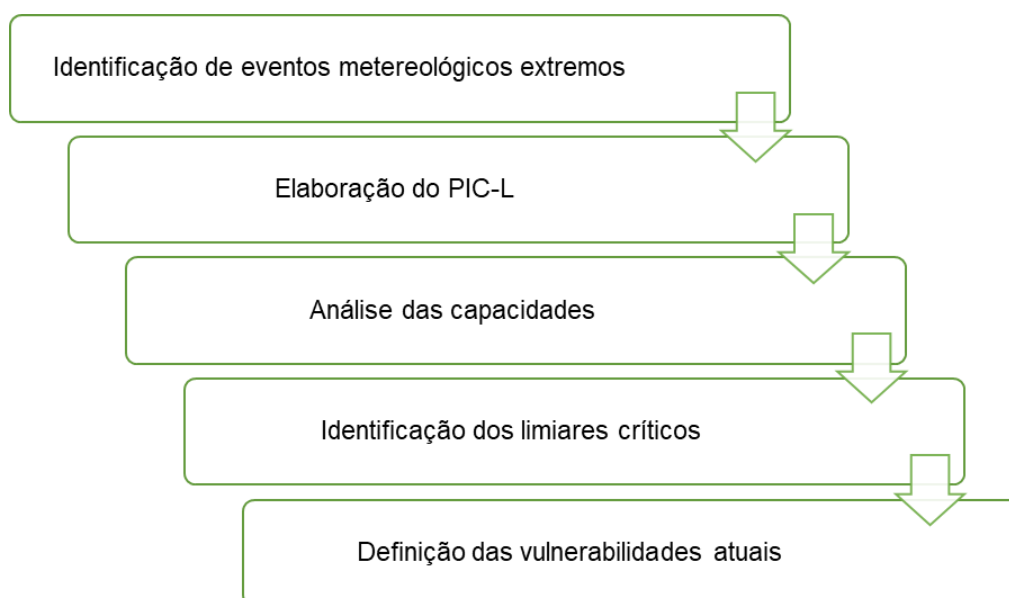 Identificação de eventos metereológicos extremos
Elaboração do PIC-L
Análise das capacidades
Identificação dos limiares críticos
Definição das vulnerabilidades atuais